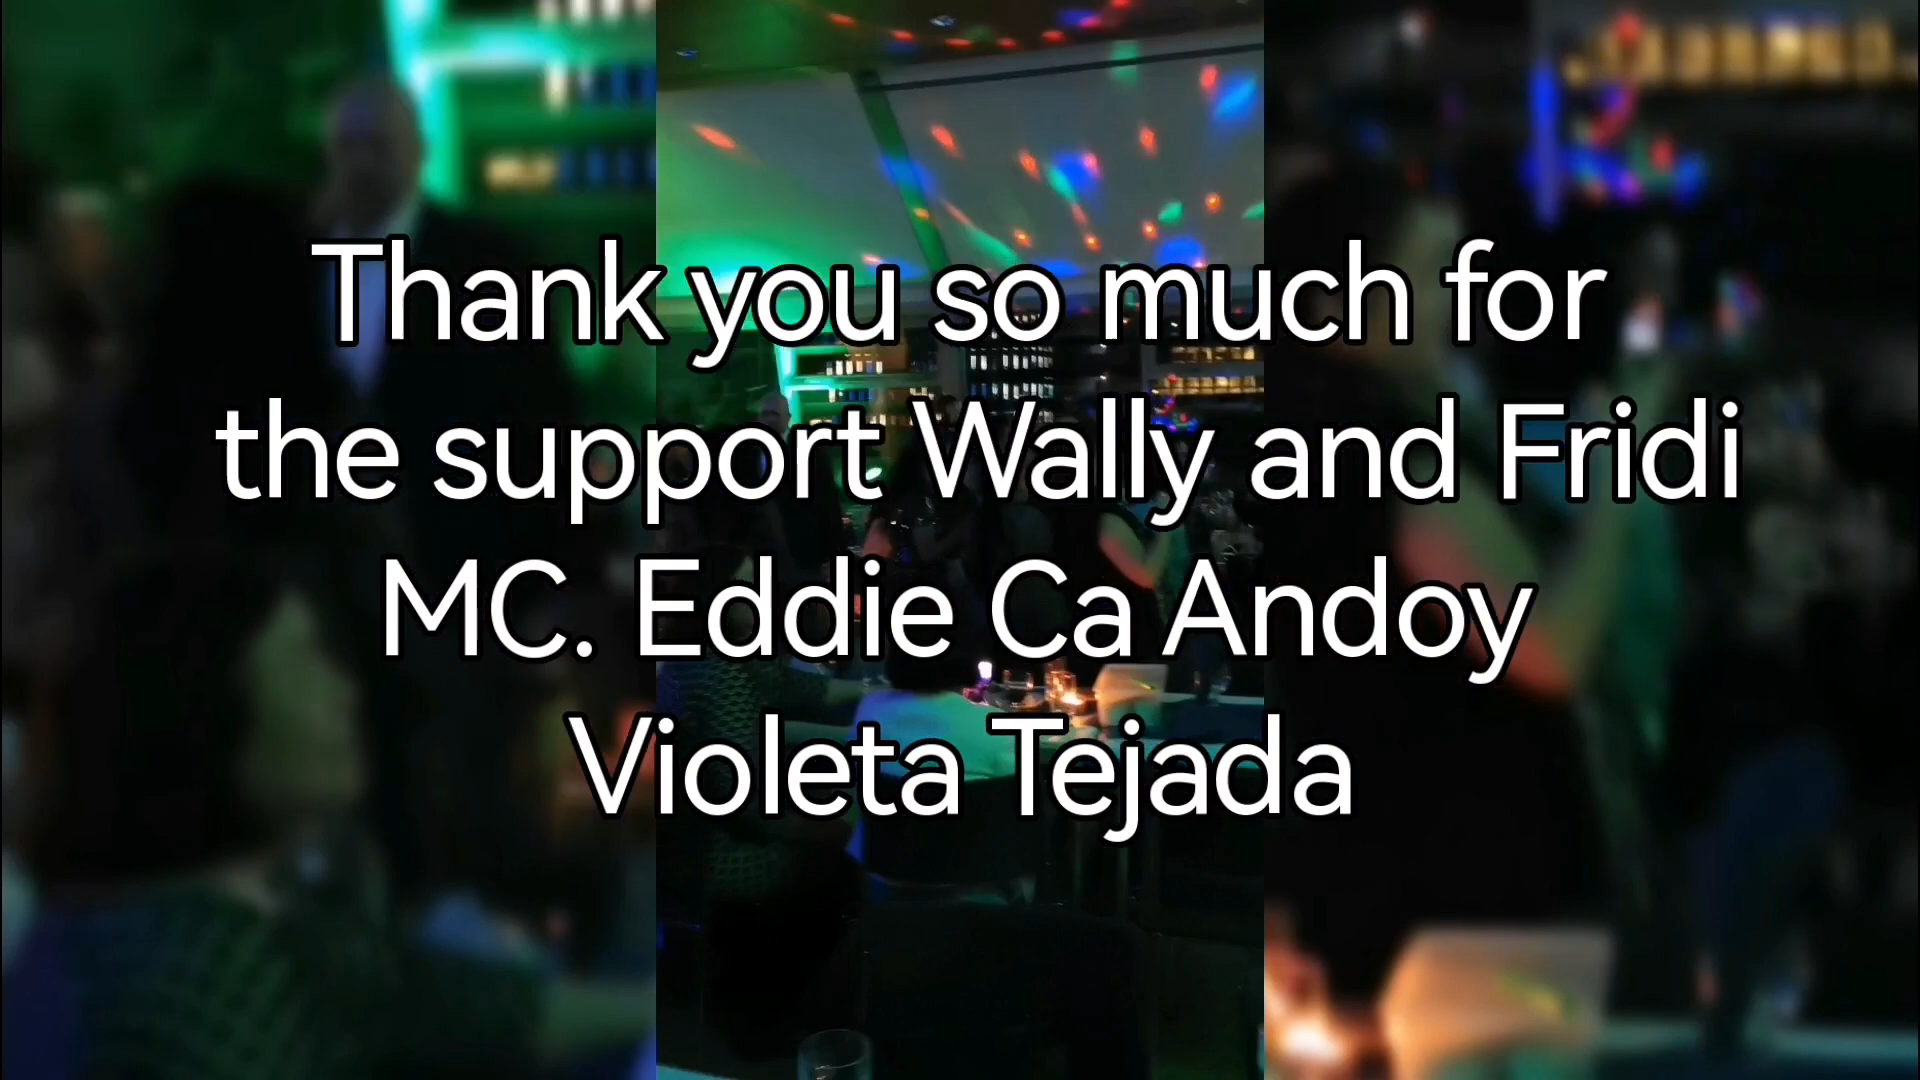 Thank you so much for
the support Wally and Fridi
MC. Eddie Ca Andoy
Violeta Tejada